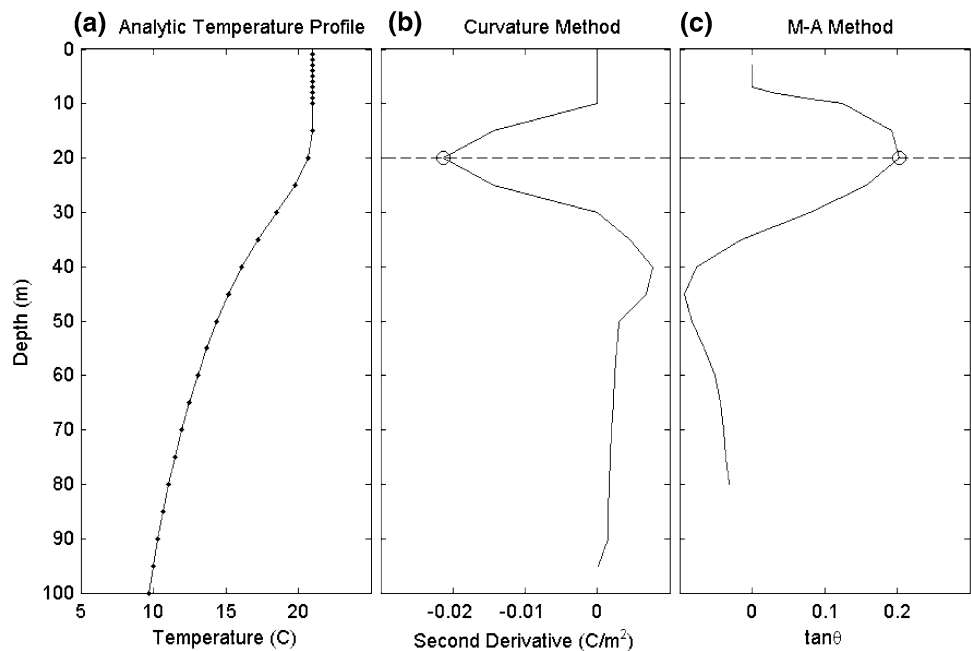 (a) Analytic Temperature Profile
(b) Curvature Method
(c) M-A Method
Depth (m)
0
10
20
30
40
50
60
70
80
90
100
5 10 15 20
Temperature (C)
-0.02 -0.01 0
Second Derivative (C/m²)
0 0.1 0.2
tanθ